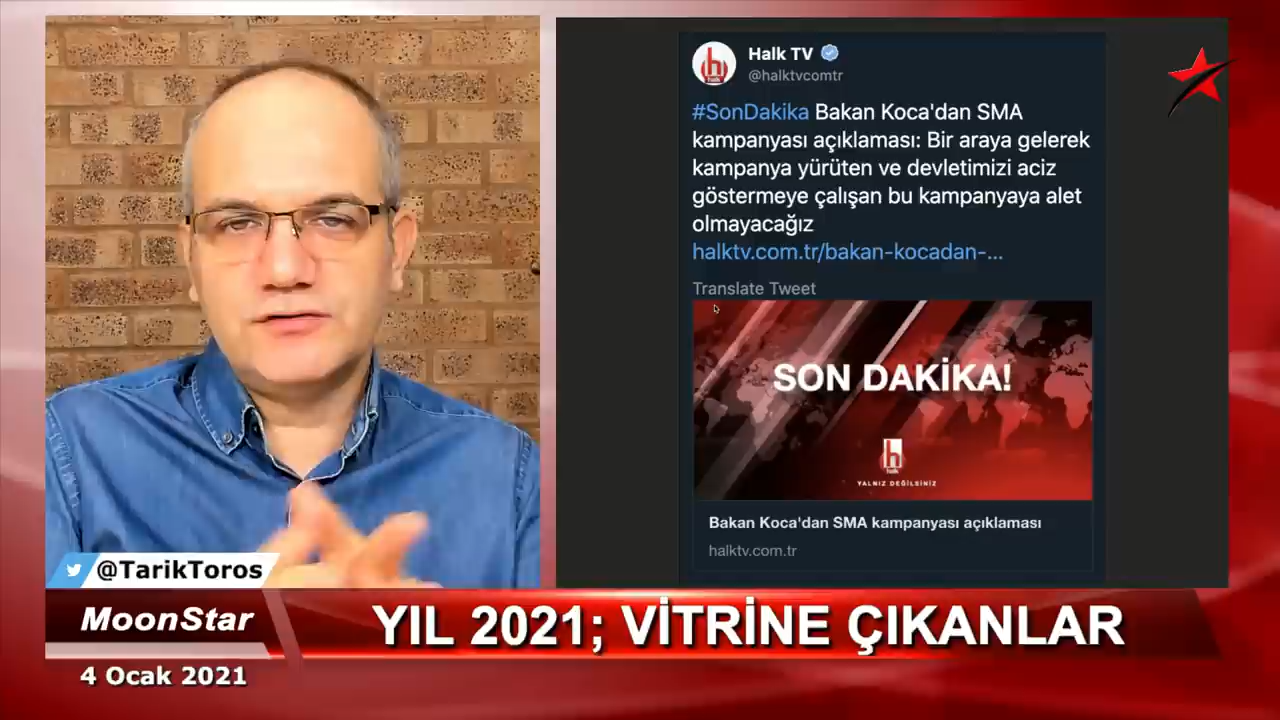 Halk TV
@halktvcomtr
#SonDakika Bakan Koca'dan SMA
kampanyası açıklaması: Bir araya gelerek
kampanya yürüten ve devletimizi aciz
göstermeye çalışan bu kampanyaya alet
olmayacağız
halktv.com.tr/bakan-kocadan-...
Translate Tweet
SON DAKİKA!
h
halk
YALNIZ DEĞİLSİNİZ
Bakan Koca'dan SMA kampanyası açıklaması
halktv.com.tr
@TarikToros
MoonStar
YIL 2021; VİTRİNE ÇIKANLAR
4 Ocak 2021